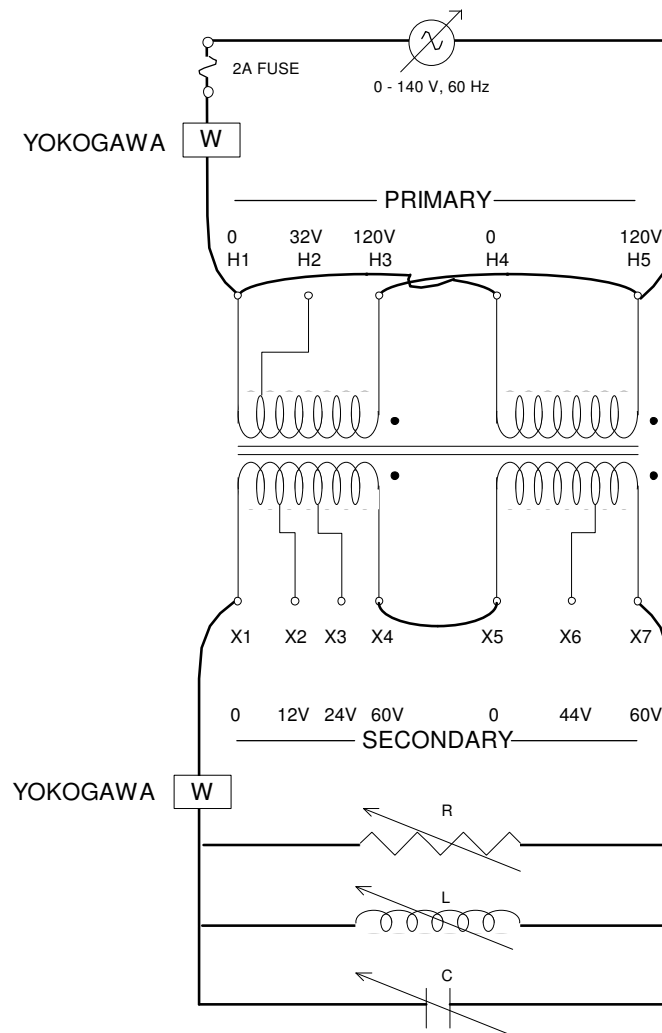 2A FUSE
0 - 140 V, 60 Hz
YOKOGAWA W
PRIMARY
0 32V 120V 0 120V
H1 H2 H3 H4 H5
X1 X2 X3 X4 X5 X6 X7
0 12V 24V 60V 0 44V 60V
SECONDARY
YOKOGAWA W
R
L
C